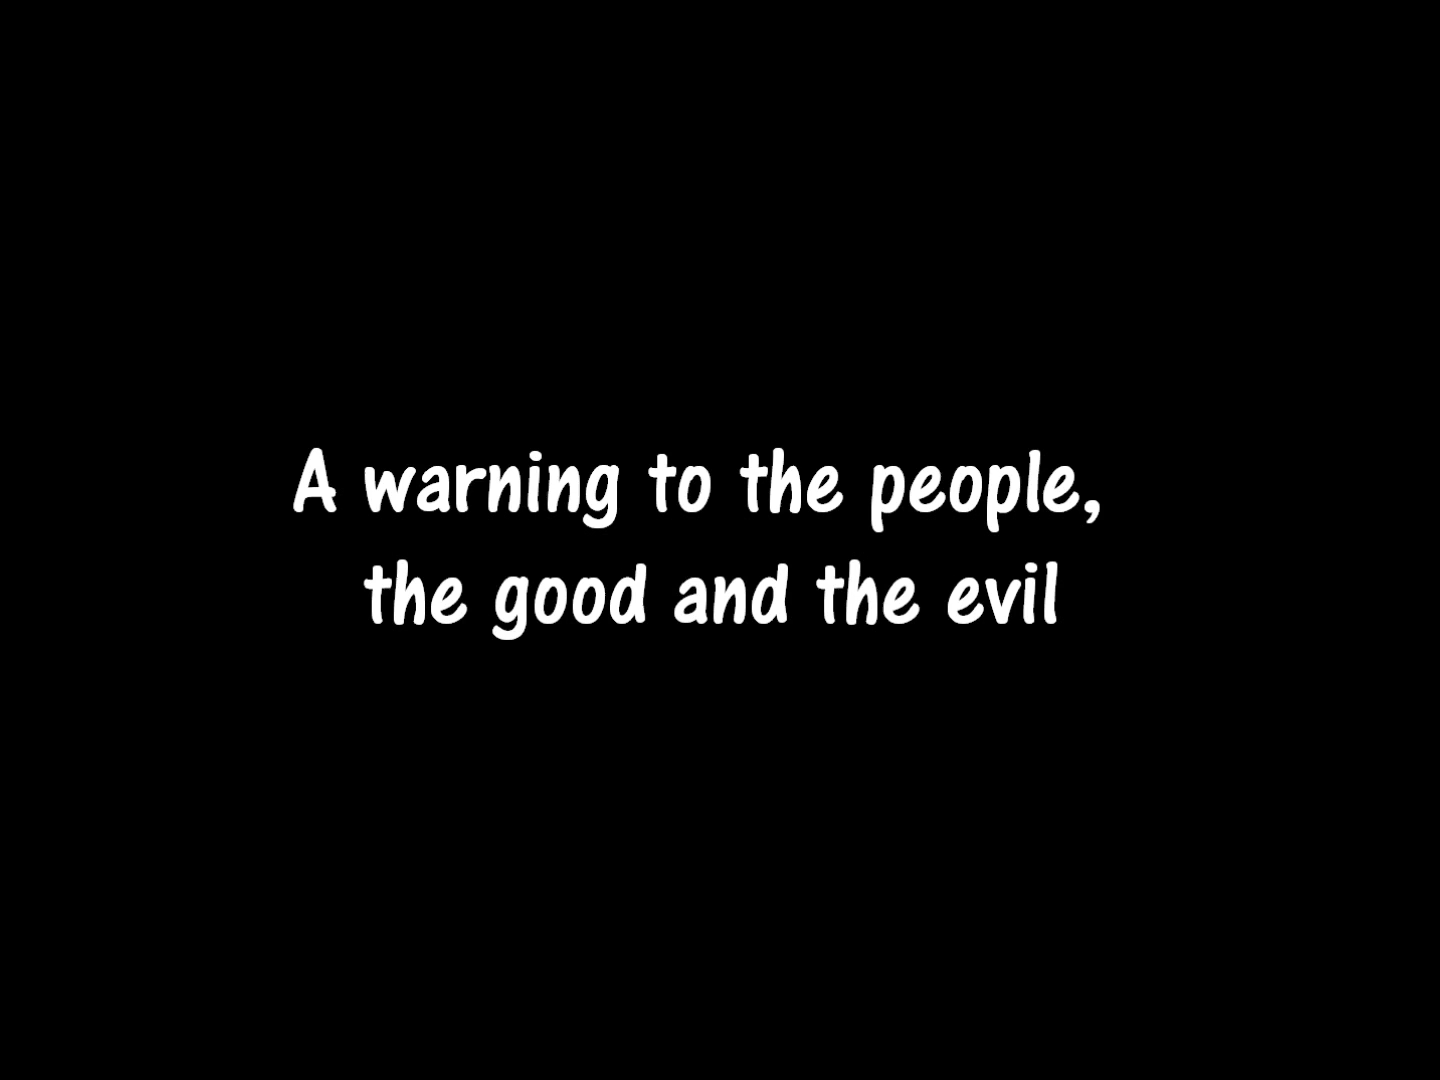 A warning to the people,
the good and the evil